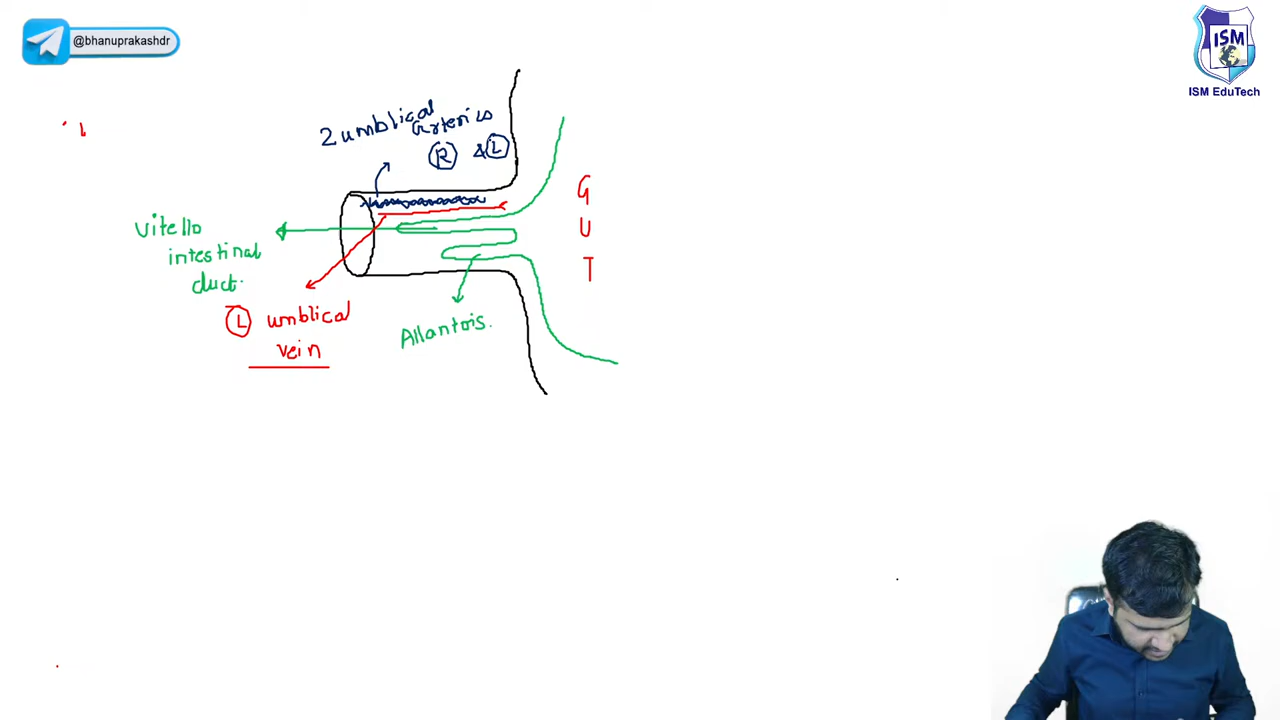 @bhanuprakashdr
ISM
ISM EduTech
2 umblical arteries
R & L
G
U
T
vitello
intestinal
duct.
L umblical
vein
Allantois.